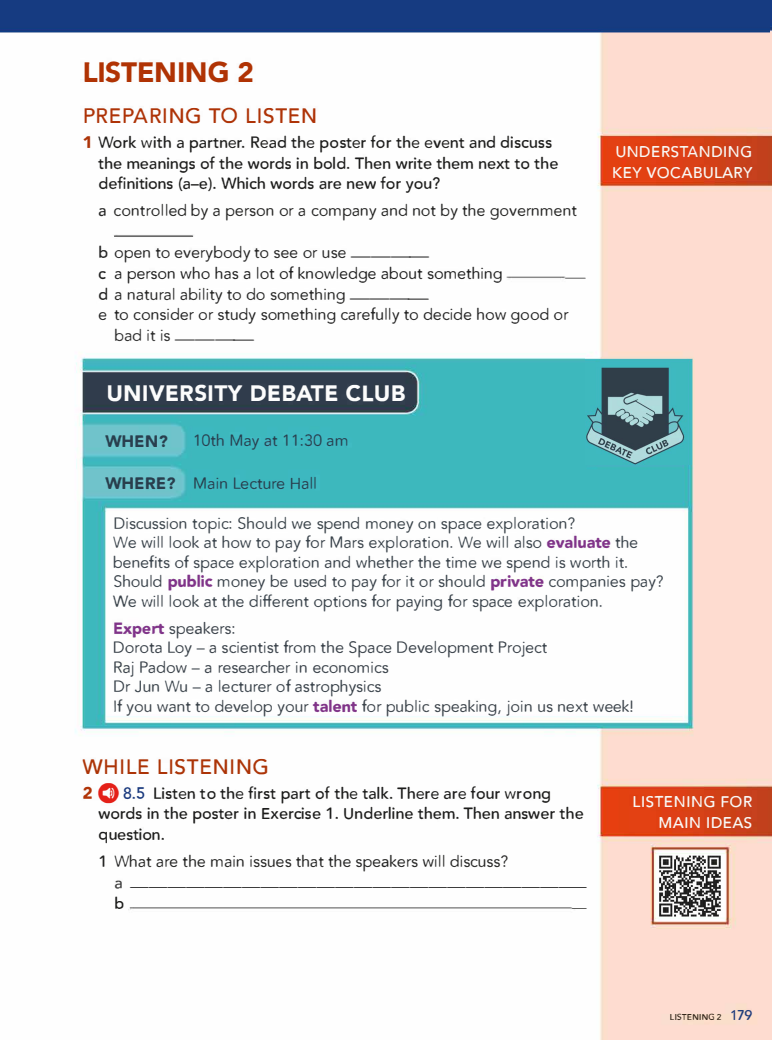 LISTENING 2
PREPARING TO LISTEN
1 Work with a partner. Read the poster for the event and discuss
the meanings of the words in bold. Then write them next to the
definitions (a–e). Which words are new for you?
UNDERSTANDING
KEY VOCABULARY
a controlled by a person or a company and not by the government
_________
b open to everybody to see or use _________
c a person who has a lot of knowledge about something _________
d a natural ability to do something _________
e to consider or study something carefully to decide how good or
bad it is _________
UNIVERSITY DEBATE CLUB
DEBATE CLUB
WHEN? 10th May at 11:30 am
WHERE? Main Lecture Hall
Discussion topic: Should we spend money on space exploration?
We will look at how to pay for Mars exploration. We will also evaluate the
benefits of space exploration and whether the time we spend is worth it.
Should public money be used to pay for it or should private companies pay?
We will look at the different options for paying for space exploration.
Expert speakers:
Dorota Loy – a scientist from the Space Development Project
Raj Padow – a researcher in economics
Dr Jun Wu – a lecturer of astrophysics
If you want to develop your talent for public speaking, join us next week!
WHILE LISTENING
2 8.5 Listen to the first part of the talk. There are four wrong
words in the poster in Exercise 1. Underline them. Then answer the
question.
LISTENING FOR
MAIN IDEAS
1 What are the main issues that the speakers will discuss?
a _________
b _________
LISTENING 2 179